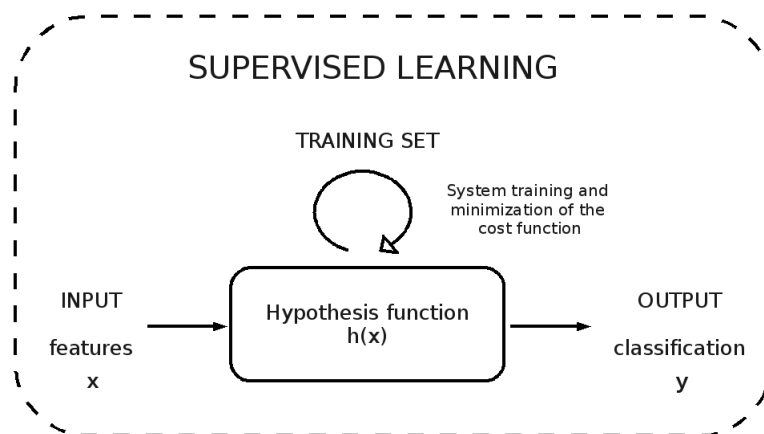 SUPERVISED LEARNING
TRAINING SET
System training and
minimization of the
cost function
INPUT
features
x
Hypothesis function
h(x)
OUTPUT
classification
y